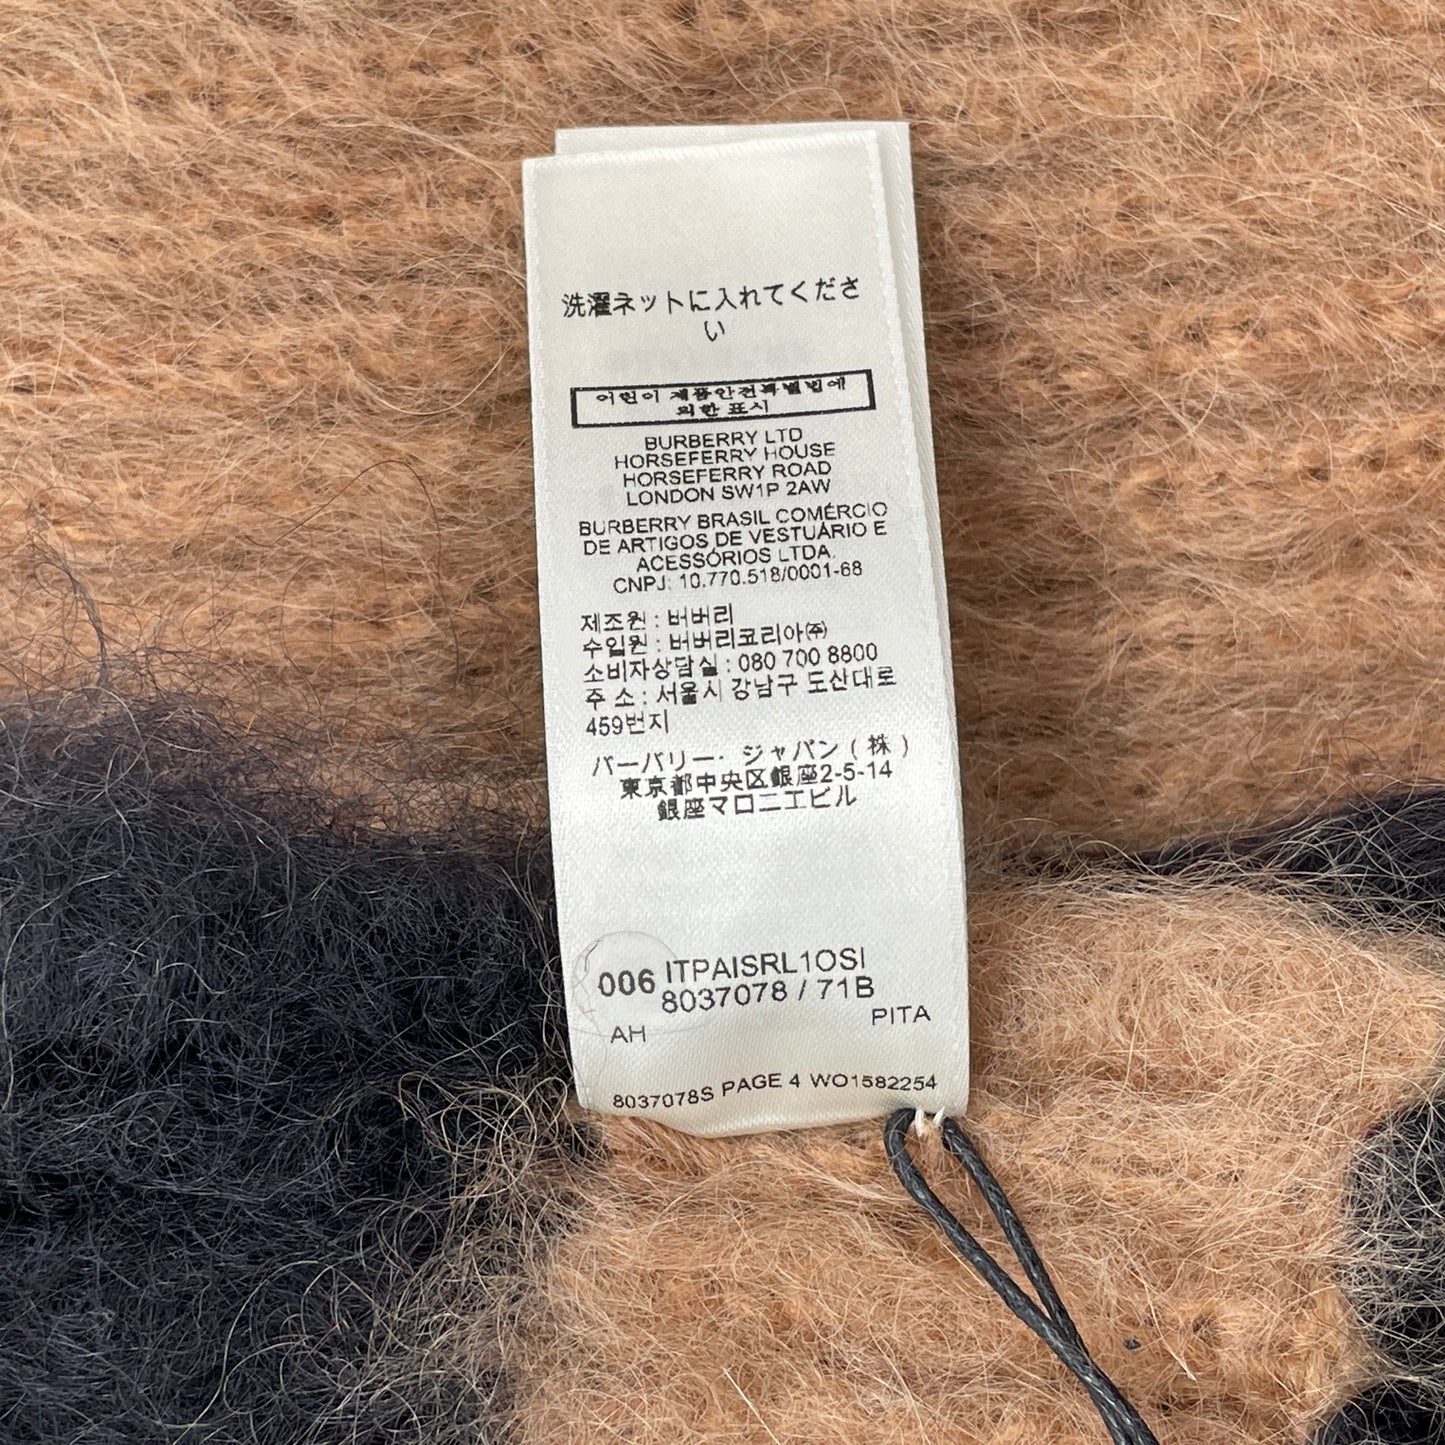 洗濯ネットに入れてくださ
い
어린이 제품안전특별법에
의한 표시
BURBERRY LTD
HORSEFERRY HOUSE
HORSEFERRY ROAD
LONDON SW1P 2AW
BURBERRY BRASIL COMÉRCIO
DE ARTIGOS DE VESTUÁRIO E
ACESSÓRIOS LTDA.
CNPJ: 10.770.518/0001-68
제조원 : 버버리
수입원 : 버버리코리아㈜
소비자상담실 : 080 700 8800
주 소 : 서울시 강남구 도산대로
459번지
バーバリー・ジャパン ( 株 )
東京都中央区銀座2-5-14
銀座マロニエビル
006 ITPAISRL1OSI
8037078 / 71B
AH PITA
8037078S PAGE 4 WO1582254